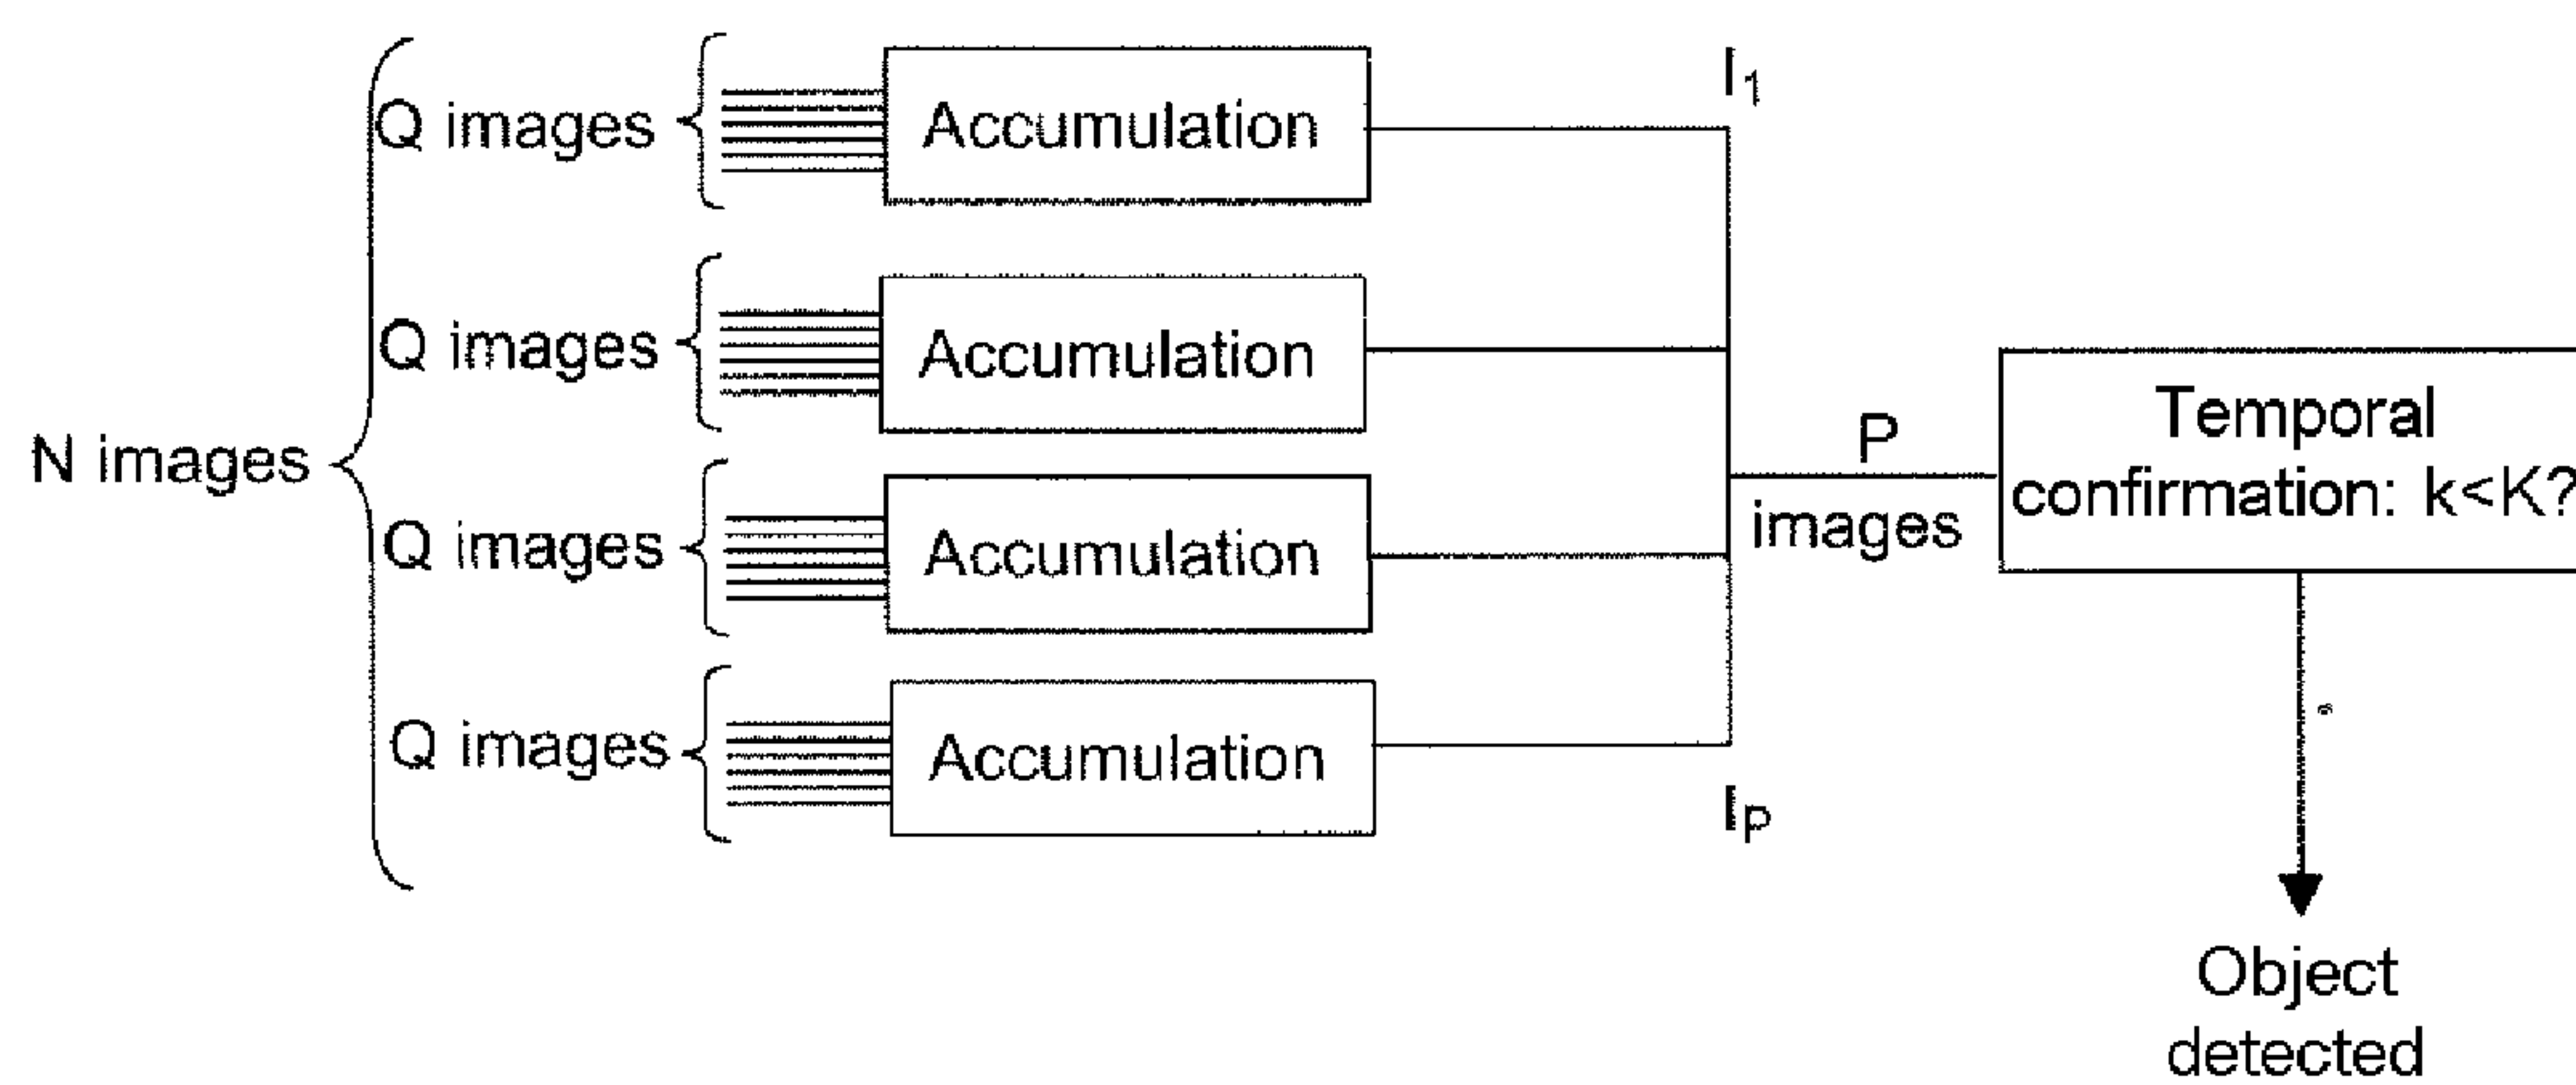 I₁
Q images
Accumulation
Q images
Accumulation
N images
P
images
Temporal
confirmation: k<K?
Q images
Accumulation
Q images
Accumulation
Iₚ
Object
detected